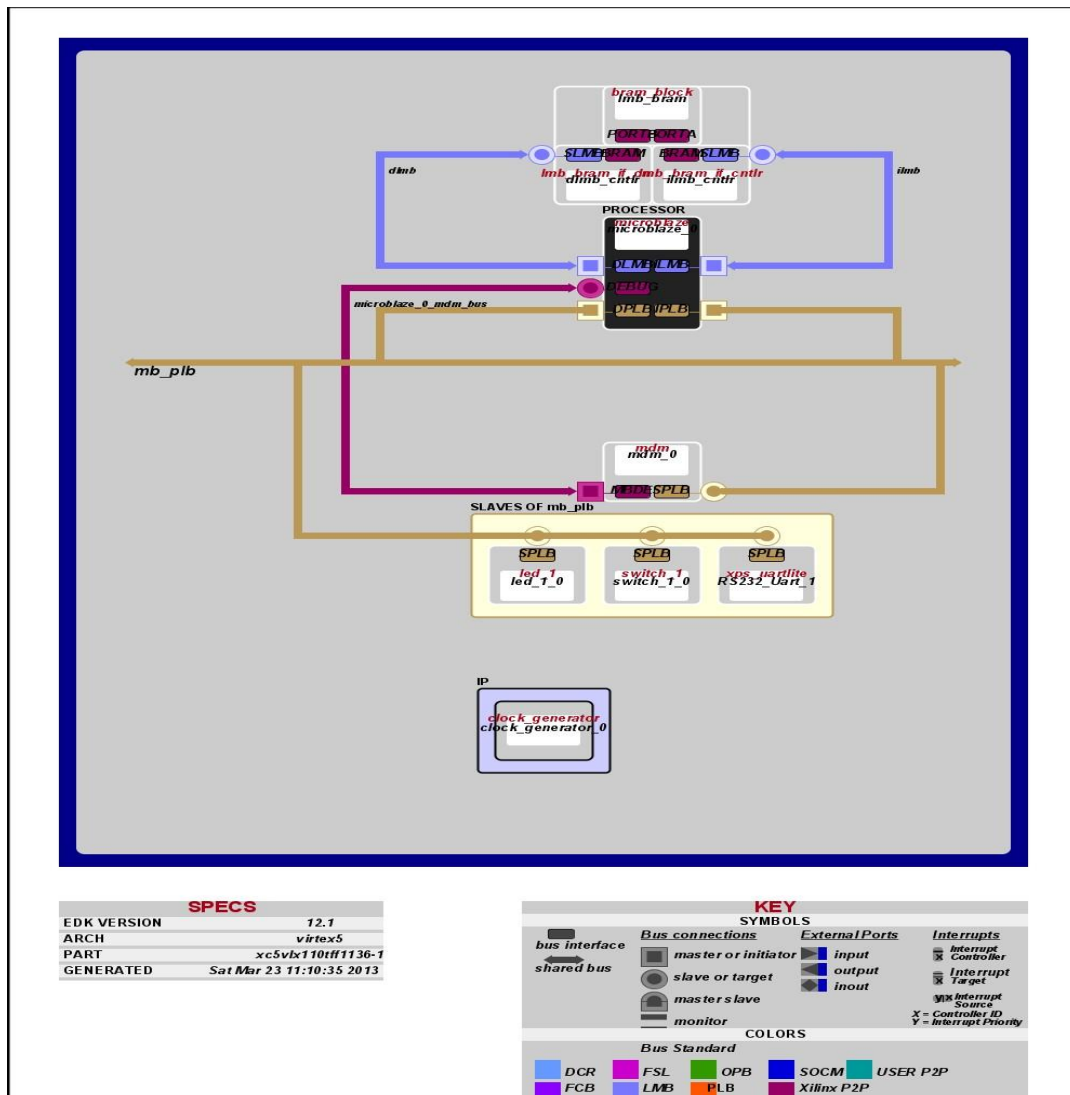 bram_block
lmb_bram
PORTB PORTA
SLMB BRAM BRAM SLMB
lmb_bram_if_cntlr
dlmb_cntlr ilmb_cntlr
dlmb
ilmb
PROCESSOR
microblaze
microblaze_0
DLMB ILMB
DEBUG
microblaze_0_mdm_bus
DPLB IPLB
mb_plb
mdm
mdm_0
SPLB
SLAVES OF mb_plb
SPLB SPLB SPLB
led_1 switch_1 xps_uartlite
led_1_0 switch_1_0 RS232_Uart_1
IP
clock_generator
clock_generator_0
SPECS
EDK VERSION 12.1
ARCH virtex5
PART xc5vlx110tff1136-1
GENERATED Sat Mar 23 11:10:35 2013
KEY
SYMBOLS
bus interface
shared bus
Bus connections
master or initiator
slave or target
master slave
monitor
External Ports
input
output
inout
Interrupts
Interrupt
Controller
Interrupt
Target
Interrupt
Source
X = Controller ID
Y = Interrupt Priority
COLORS
Bus Standard
DCR FSL OPB SOCM USER P2P
FCB LMB PLB Xilinx P2P